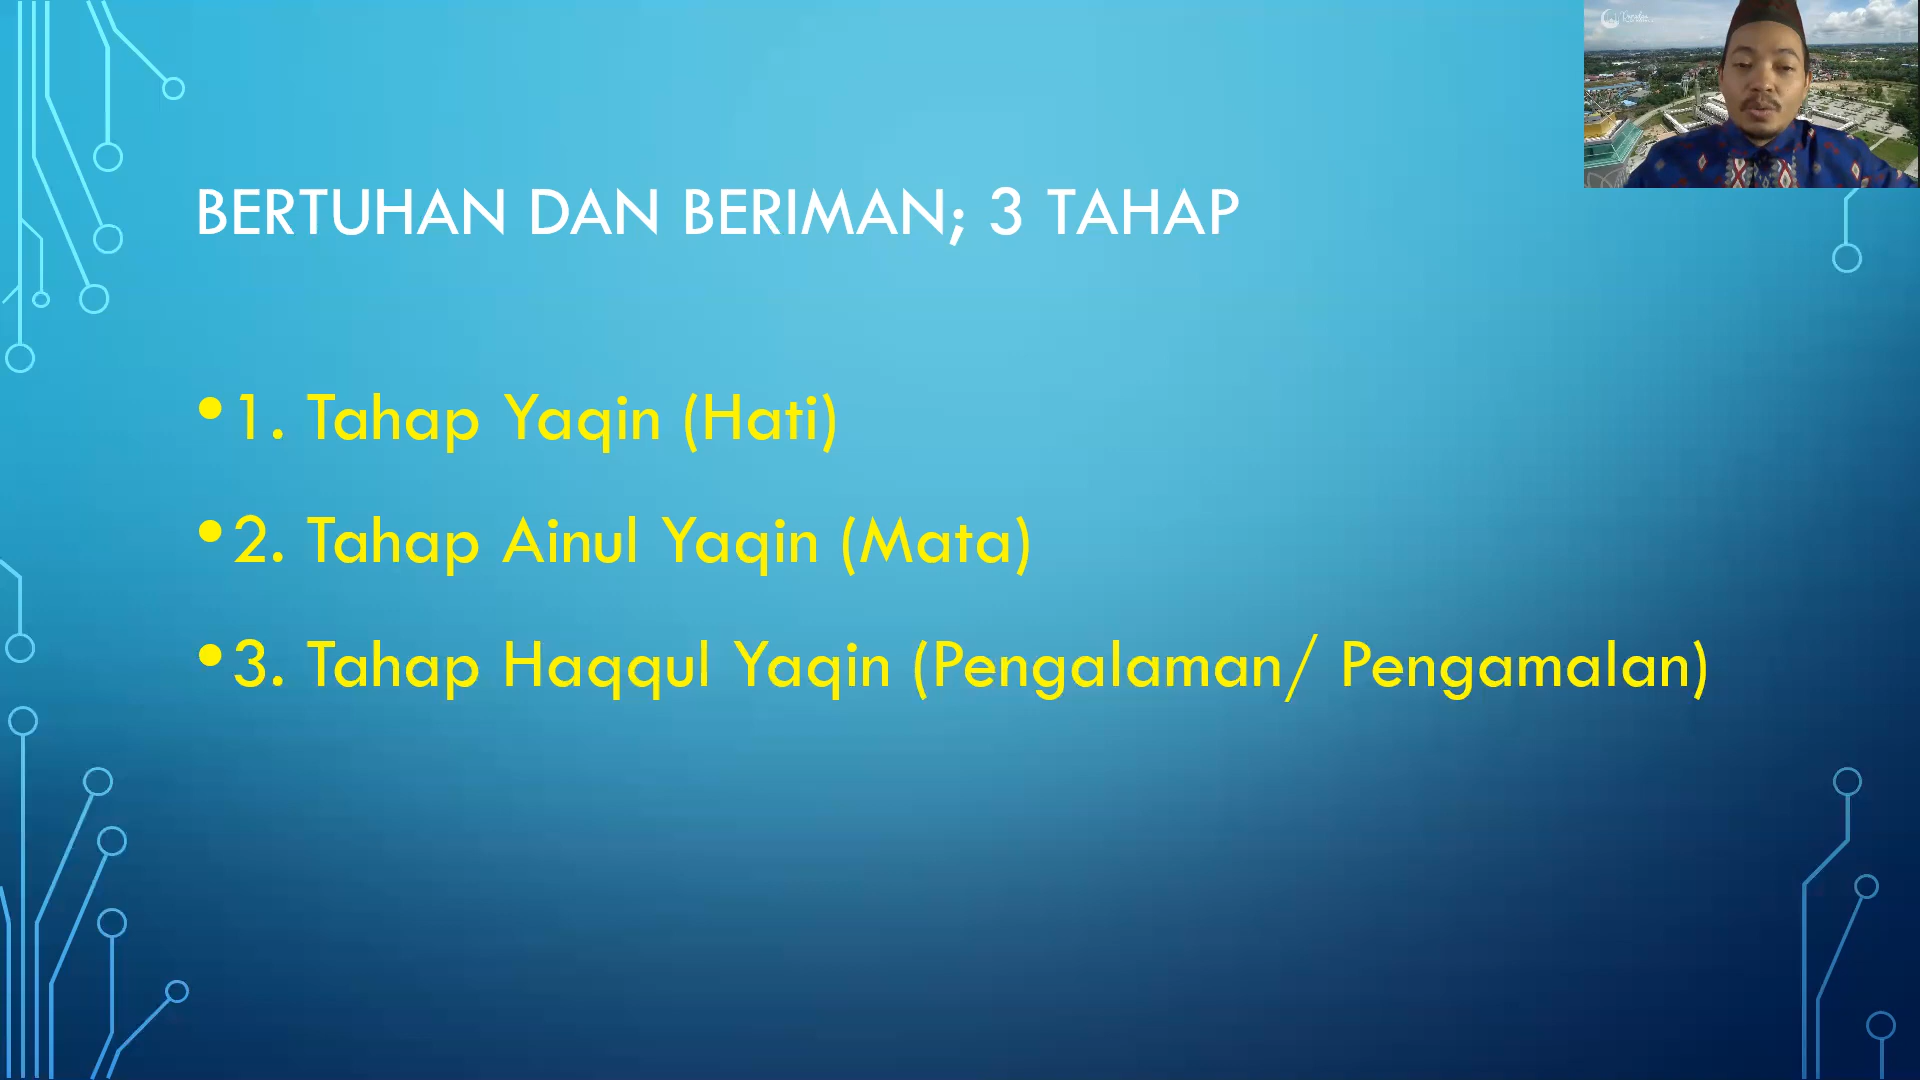 BERTUHAN DAN BERIMAN; 3 TAHAP
•1. Tahap Yaqin (Hati)
•2. Tahap Ainul Yaqin (Mata)
•3. Tahap Haqqul Yaqin (Pengalaman/ Pengamalan)